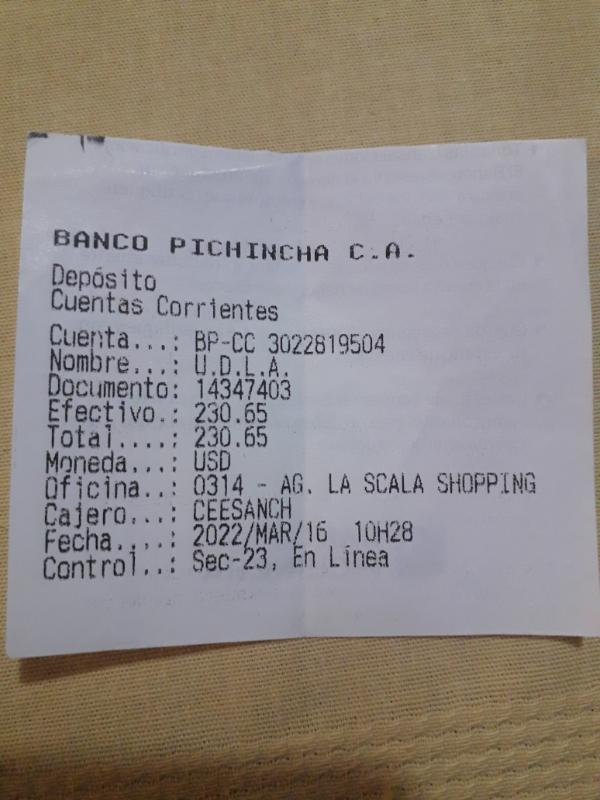 BANCO PICHINCHA C.A.
Depósito
Cuentas Corrientes
Cuenta...: BP-CC 3022819504
Nombre...: U.D.L.A.
Documento: 14347403
Efectivo.: 230.65
Total....: 230.65
Moneda...: USD
Oficina..: 0314 - AG. LA SCALA SHOPPING
Cajero...: CEESANCH
Fecha....: 2022/MAR/16 10H28
Control..: Sec-23, En Línea